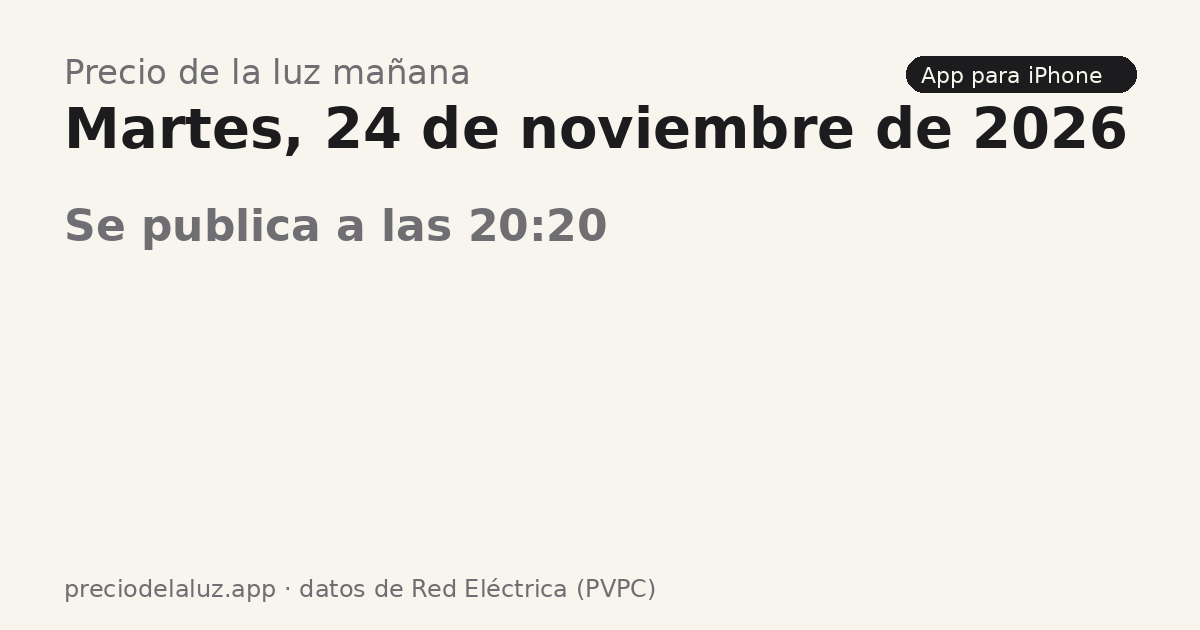 Precio de la luz mañana
App para iPhone
Martes, 24 de noviembre de 2026
Se publica a las 20:20
preciodelaluz.app · datos de Red Eléctrica (PVPC)